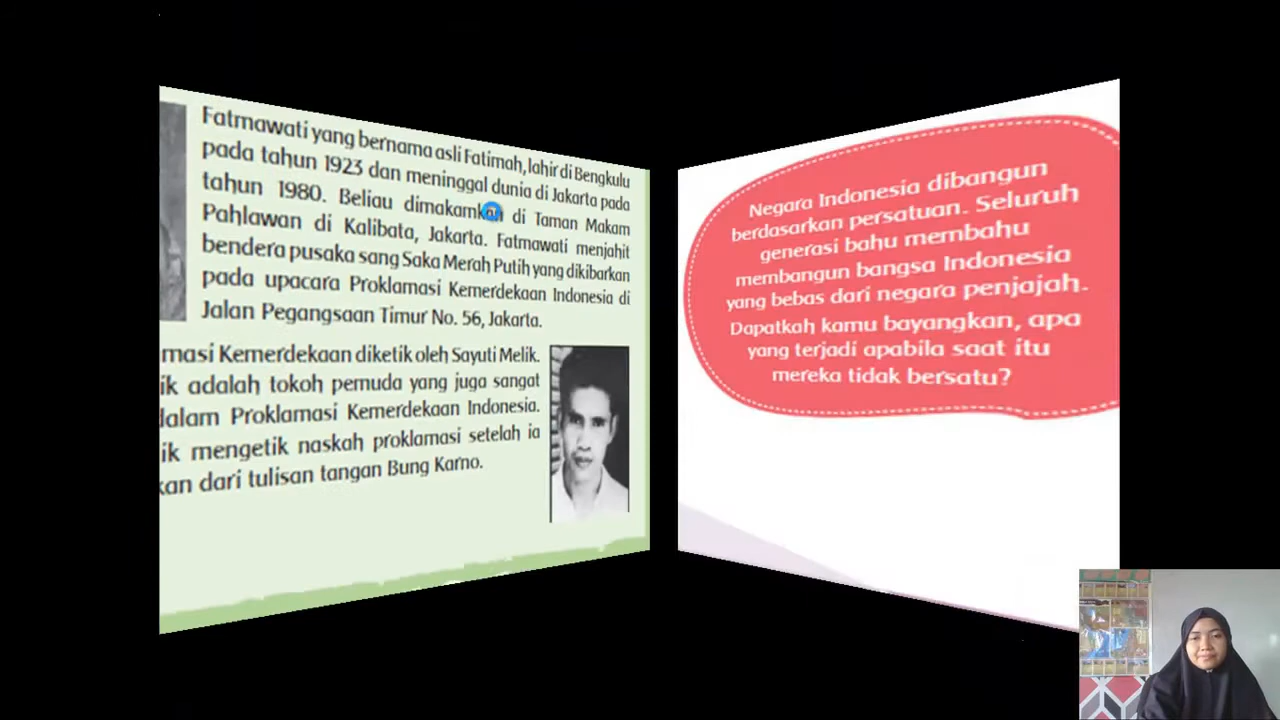 Fatmawati yang bernama asli Fatimah, lahir di Bengkulu
pada tahun 1923 dan meninggal dunia di Jakarta pada
tahun 1980. Beliau dimakamkan di Taman Makam
Pahlawan di Kalibata, Jakarta. Fatmawati menjahit
bendera pusaka sang Saka Merah Putih yang dikibarkan
pada upacara Proklamasi Kemerdekaan Indonesia di
Jalan Pegangsaan Timur No. 56, Jakarta.
masi Kemerdekaan diketik oleh Sayuti Melik.
ik adalah tokoh pemuda yang juga sangat
dalam Proklamasi Kemerdekaan Indonesia.
ik mengetik naskah proklamasi setelah ia
kan dari tulisan tangan Bung Karno.
Negara Indonesia dibangun
berdasarkan persatuan. Seluruh
generasi bahu membahu
membangun bangsa Indonesia
yang bebas dari negara penjajah.
Dapatkah kamu bayangkan, apa
yang terjadi apabila saat itu
mereka tidak bersatu?